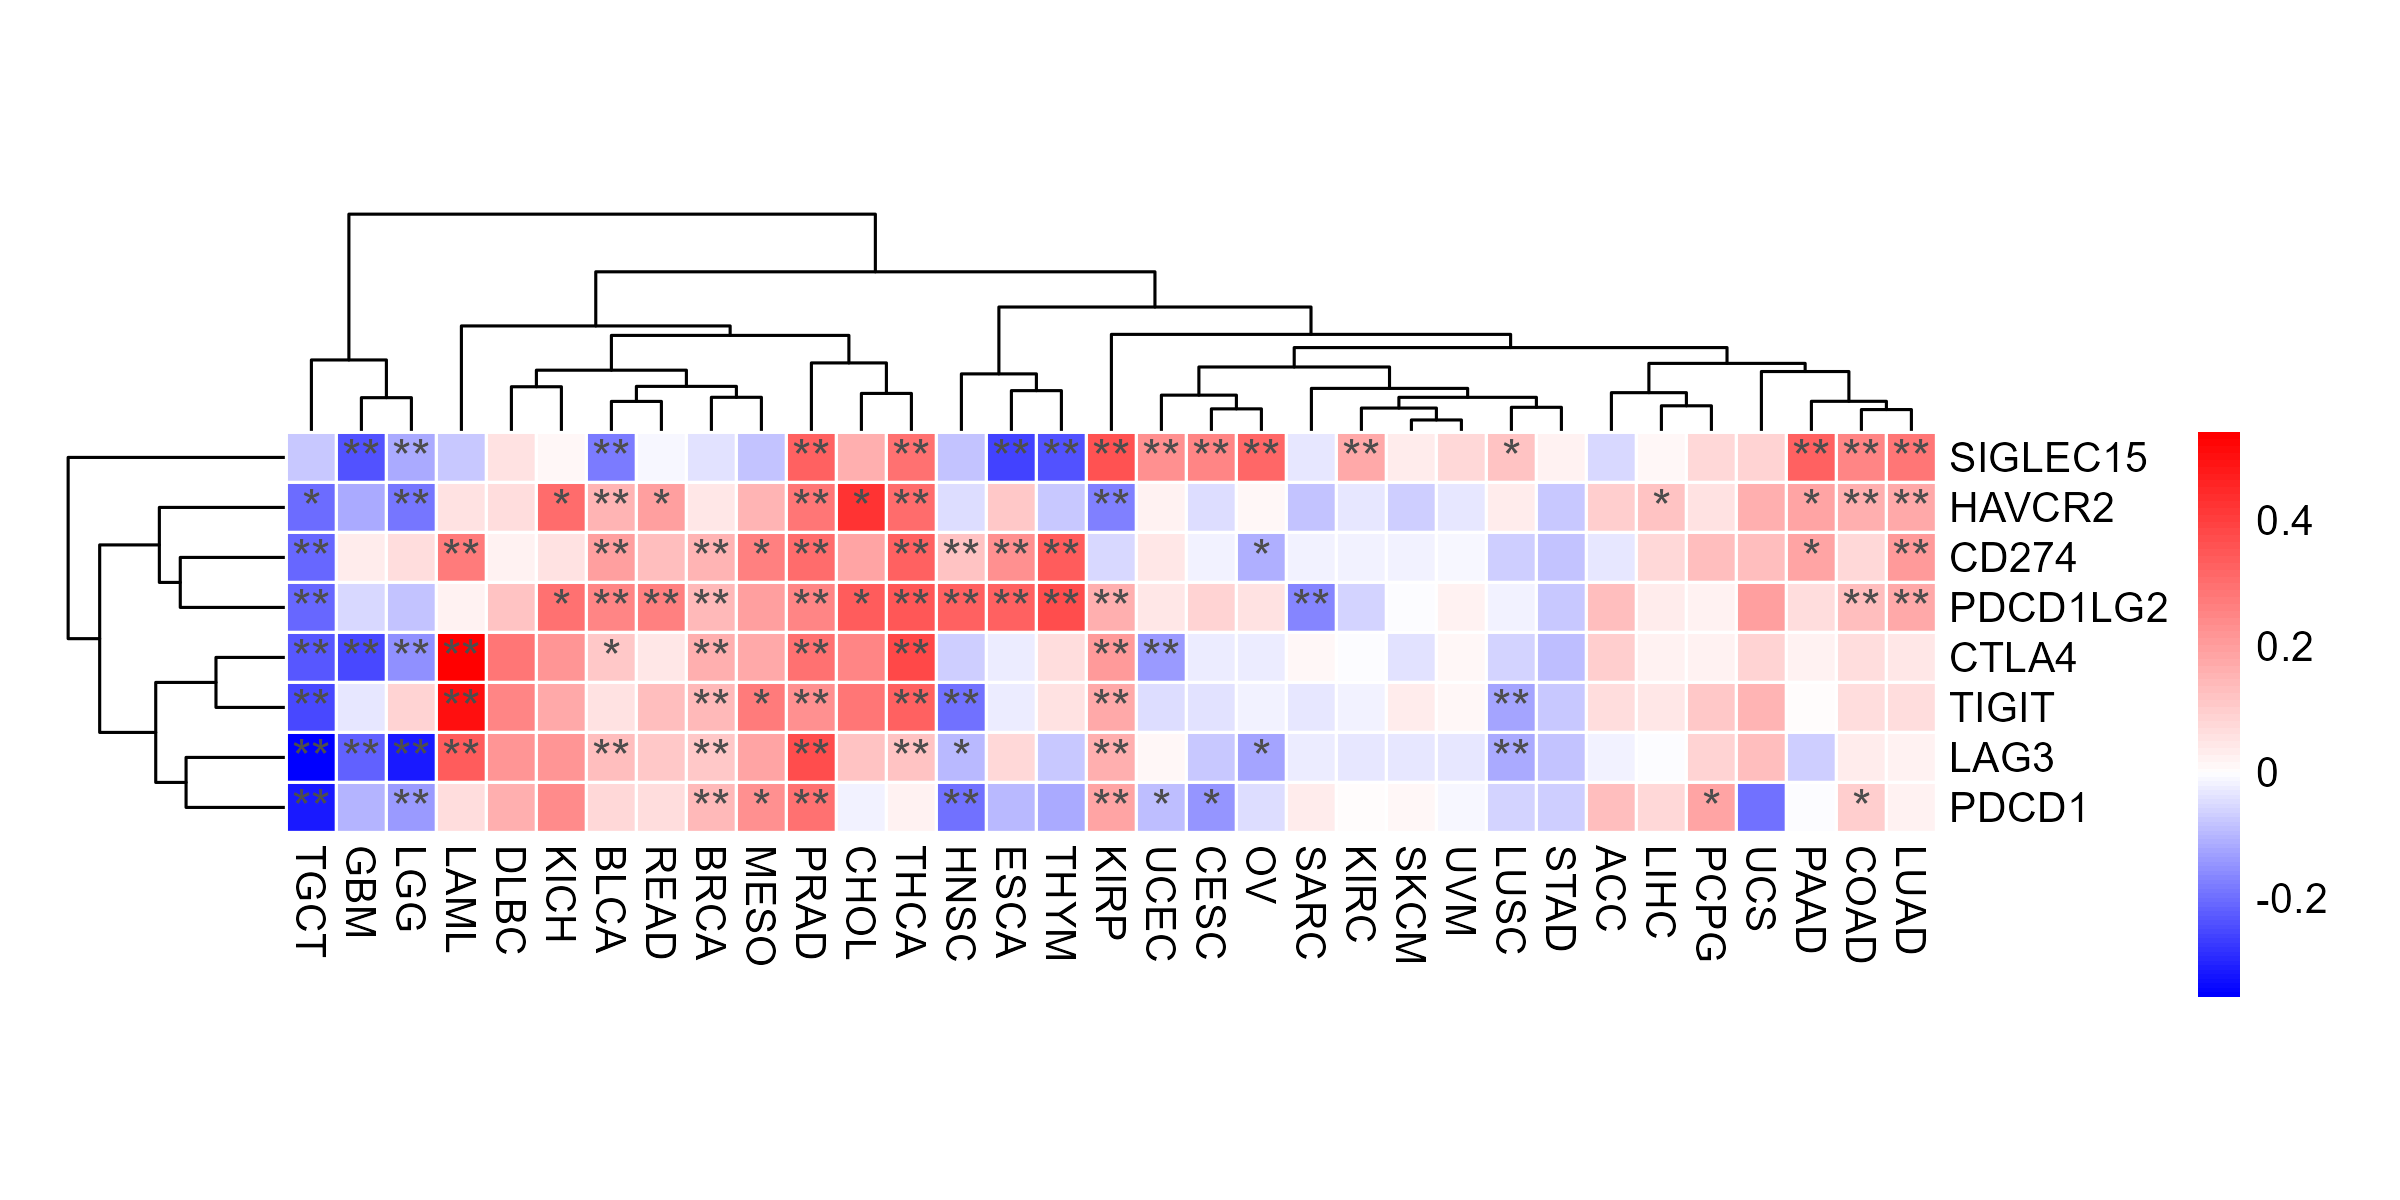 ** ** ** ** ** ** ** ** ** ** ** ** * ** ** ** SIGLEC15
* ** * ** * ** * ** ** * * ** ** HAVCR2
** ** ** ** * ** ** ** ** ** * * ** CD274
** * ** ** ** ** * ** ** ** ** ** ** ** ** PDCD1LG2
** ** ** ** * ** ** ** ** ** CTLA4
** ** ** * ** ** ** ** ** TIGIT
** ** ** ** ** ** ** ** * ** * ** LAG3
** ** ** * ** ** ** * * * * PDCD1
TGCT
GBM
LGG
LAML
DLBC
KICH
BLCA
READ
BRCA
MESO
PRAD
CHOL
THCA
HNSC
ESCA
THYM
KIRP
UCEC
CESC
OV
SARC
KIRC
SKCM
UVM
LUSC
STAD
ACC
LIHC
PCPG
UCS
PAAD
COAD
LUAD
0.4
0.2
0
-0.2